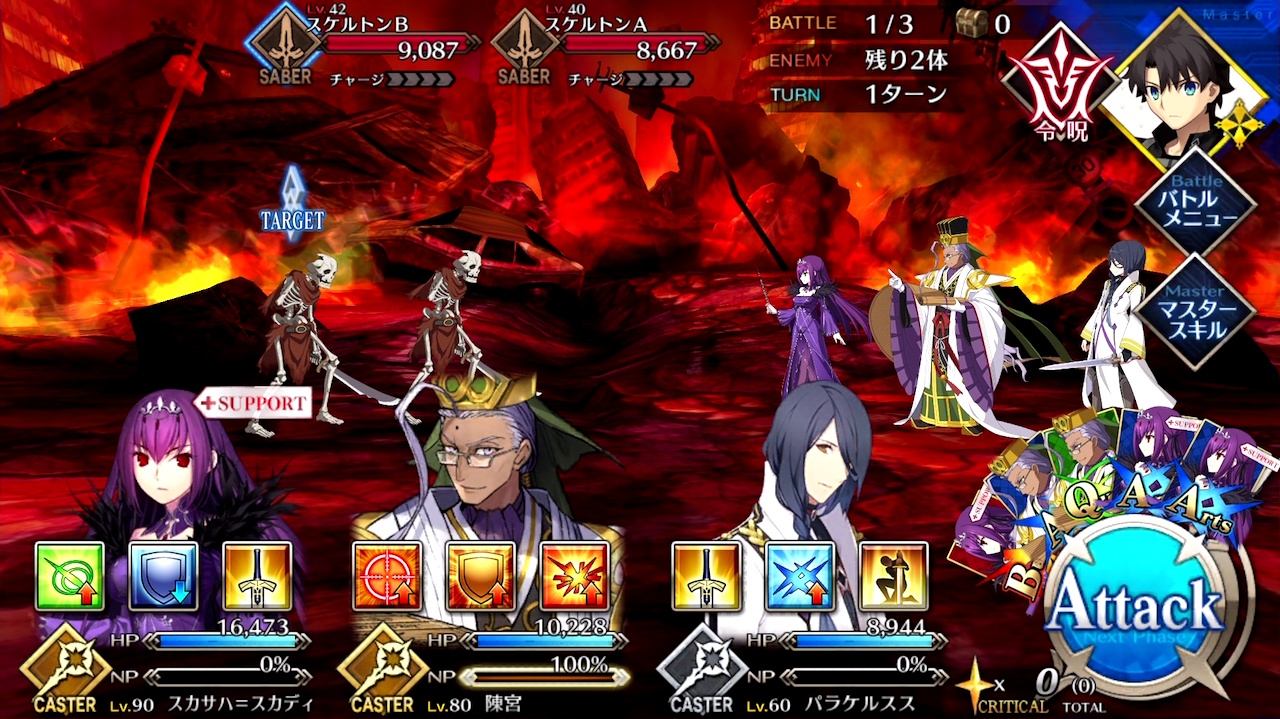 Lv.42
スケルトンB
9,087
SABER
チャージ
Lv.40
スケルトンA
8,667
SABER
チャージ
BATTLE 1/3
0
ENEMY 残り2体
TURN 1ターン
令呪
Master
Battle
バトル
メニュー
Master
マスター
スキル
TARGET
+SUPPORT
+SUPPORT
+SUPPORT
Q
A
Arts
Attack
Next Phase
HP 16,473
NP 0%
CASTER Lv.90 スカサハ=スカディ
HP 10,228
NP 100%
CASTER Lv.80 陳宮
HP 8,944
NP 0%
CASTER Lv.60 パラケルスス
x 0 (0)
CRITICAL TOTAL